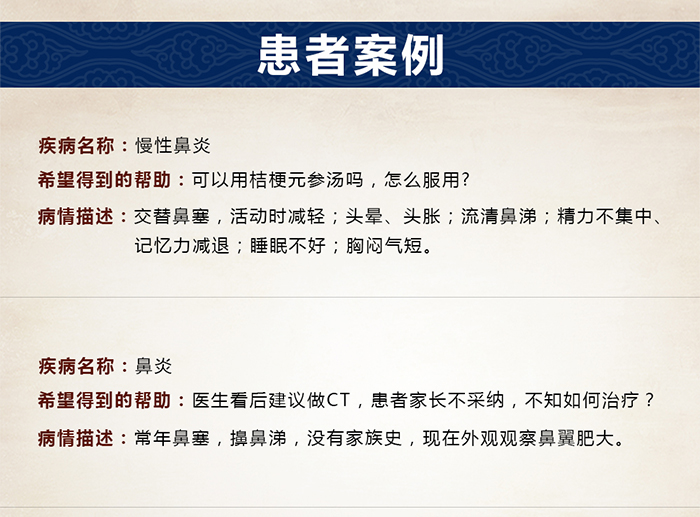 患者案例
疾病名称：慢性鼻炎
希望得到的帮助：可以用桔梗元参汤吗，怎么服用?
病情描述：交替鼻塞，活动时减轻；头晕、头胀；流清鼻涕；精力不集中、
记忆力减退；睡眠不好；胸闷气短。
疾病名称：鼻炎
希望得到的帮助：医生看后建议做CT，患者家长不采纳，不知如何治疗？
病情描述：常年鼻塞，擤鼻涕，没有家族史，现在外观观察鼻翼肥大。